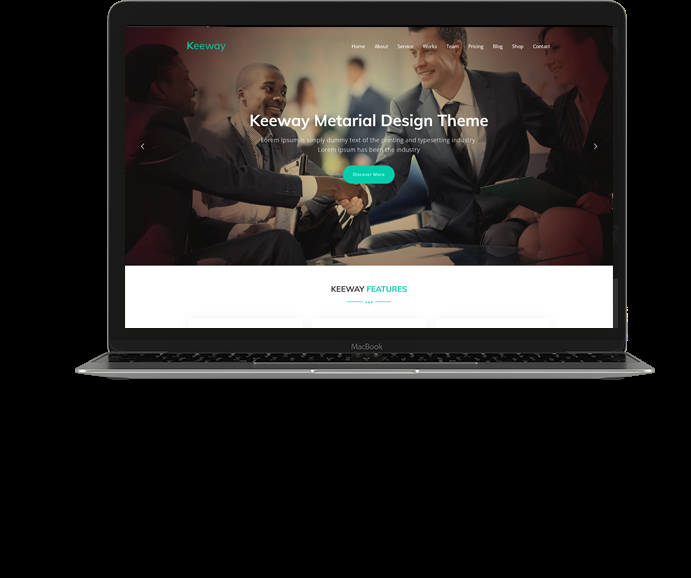 Keeway
Home About Service Works Team Pricing Blog Shop Contact
Keeway Metarial Design Theme
Lorem Ipsum is simply dummy text of the printing and typesetting industry.
Lorem Ipsum has been the industry
Discover More
KEEWAY FEATURES
MacBook